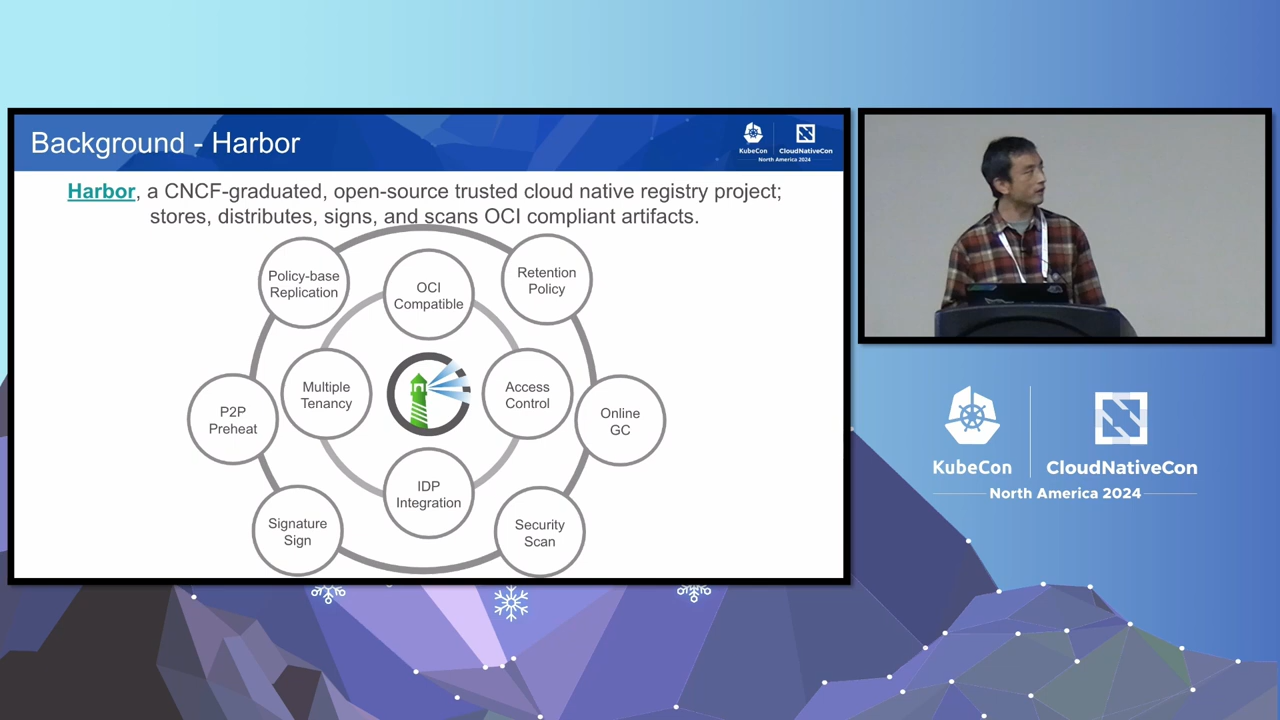 Background - Harbor
KubeCon
CloudNativeCon
North America 2024
Harbor, a CNCF-graduated, open-source trusted cloud native registry project;
stores, distributes, signs, and scans OCI compliant artifacts.
Policy-base
Replication
OCI
Compatible
Retention
Policy
Multiple
Tenancy
Access
Control
P2P
Preheat
Online
GC
IDP
Integration
Signature
Sign
Security
Scan
KubeCon
CloudNativeCon
North America 2024